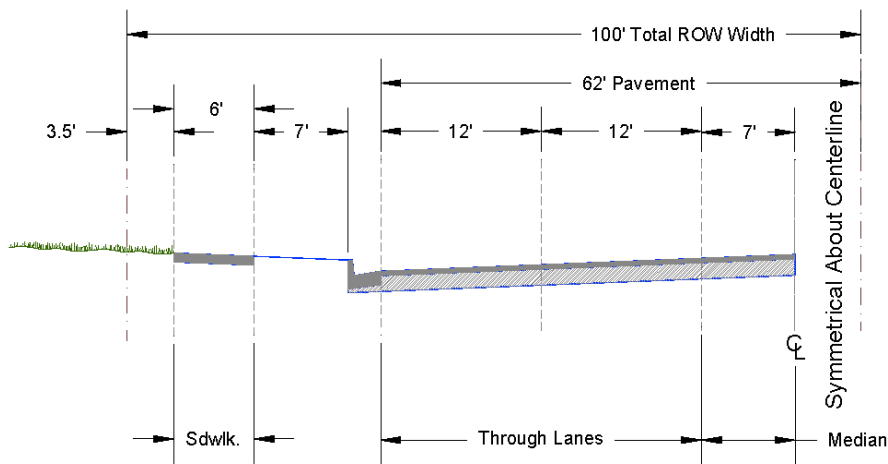 100' Total ROW Width
62' Pavement
6'
3.5'
7'
12'
12'
7'
Symmetrical About Centerline
CL
Sdwlk.
Through Lanes
Median